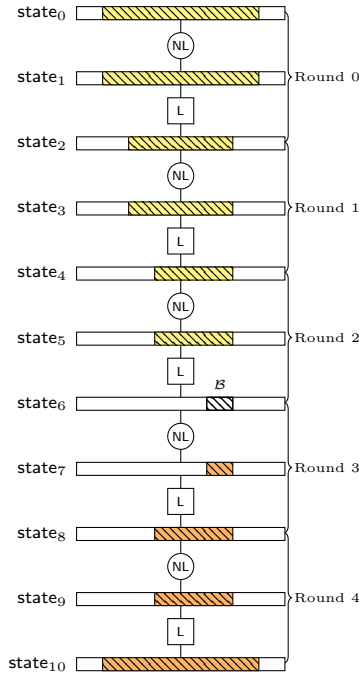 state0
NL
state1
Round 0
L
state2
NL
state3
Round 1
L
state4
NL
state5
Round 2
L
B
state6
NL
state7
Round 3
L
state8
NL
state9
Round 4
L
state10